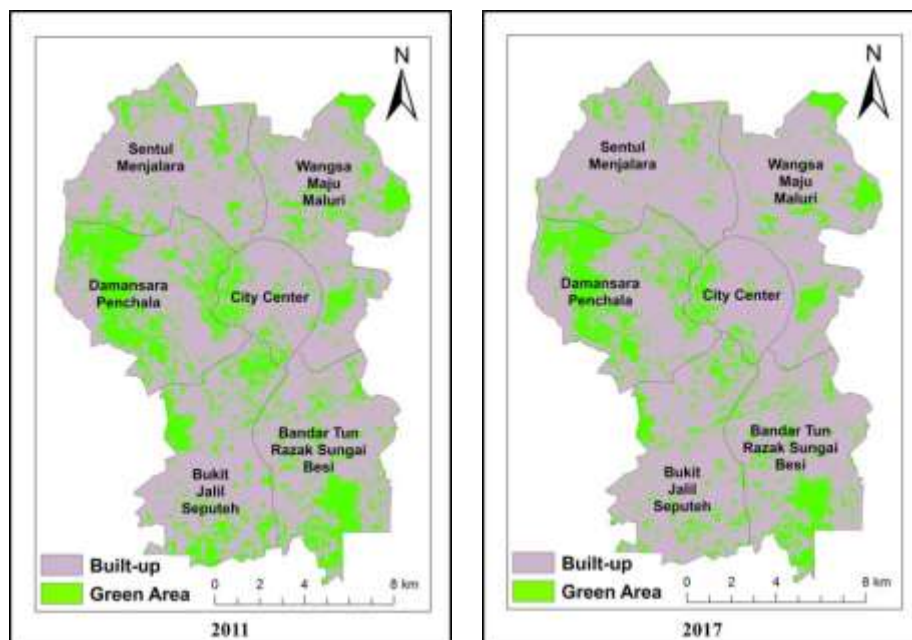 N
Sentul
Menjalara
Wangsa
Maju
Maluri
Damansara
Penchala
City Center
Bandar Tun
Razak Sungai
Besi
Bukit
Jalil
Seputeh
Built-up
Green Area
0 2 4 8 km
2011
N
Sentul
Menjalara
Wangsa
Maju
Maluri
Damansara
Penchala
City Center
Bandar Tun
Razak Sungai
Besi
Bukit
Jalil
Seputeh
Built-up
Green Area
0 2 4 8 km
2017